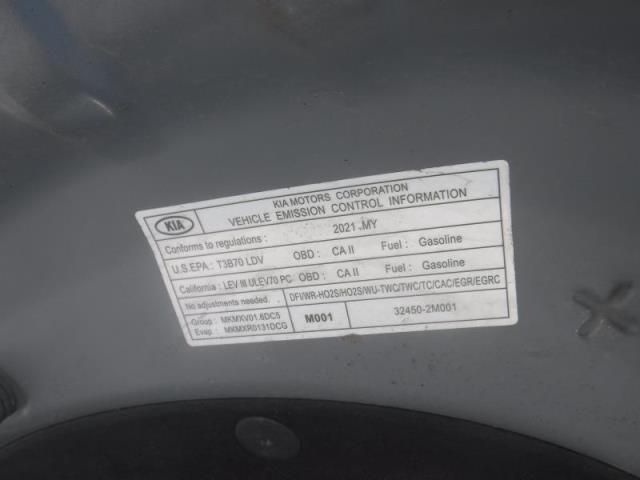 KIA
KIA MOTORS CORPORATION
VEHICLE EMISSION CONTROL INFORMATION
Conforms to regulations : 2021 MY
U.S.EPA : T3B70 LDV OBD : CA II Fuel : Gasoline
California : LEV III ULEV70 PC OBD : CA II Fuel : Gasoline
No adjustments needed. DFI/WR-HO2S/HO2S/WU-TWC/TWC/TC/CAC/EGR/EGRC
Group : MKMXV01.6DC5 M001 32450-2M001
Evap : MKMXR0131DCG